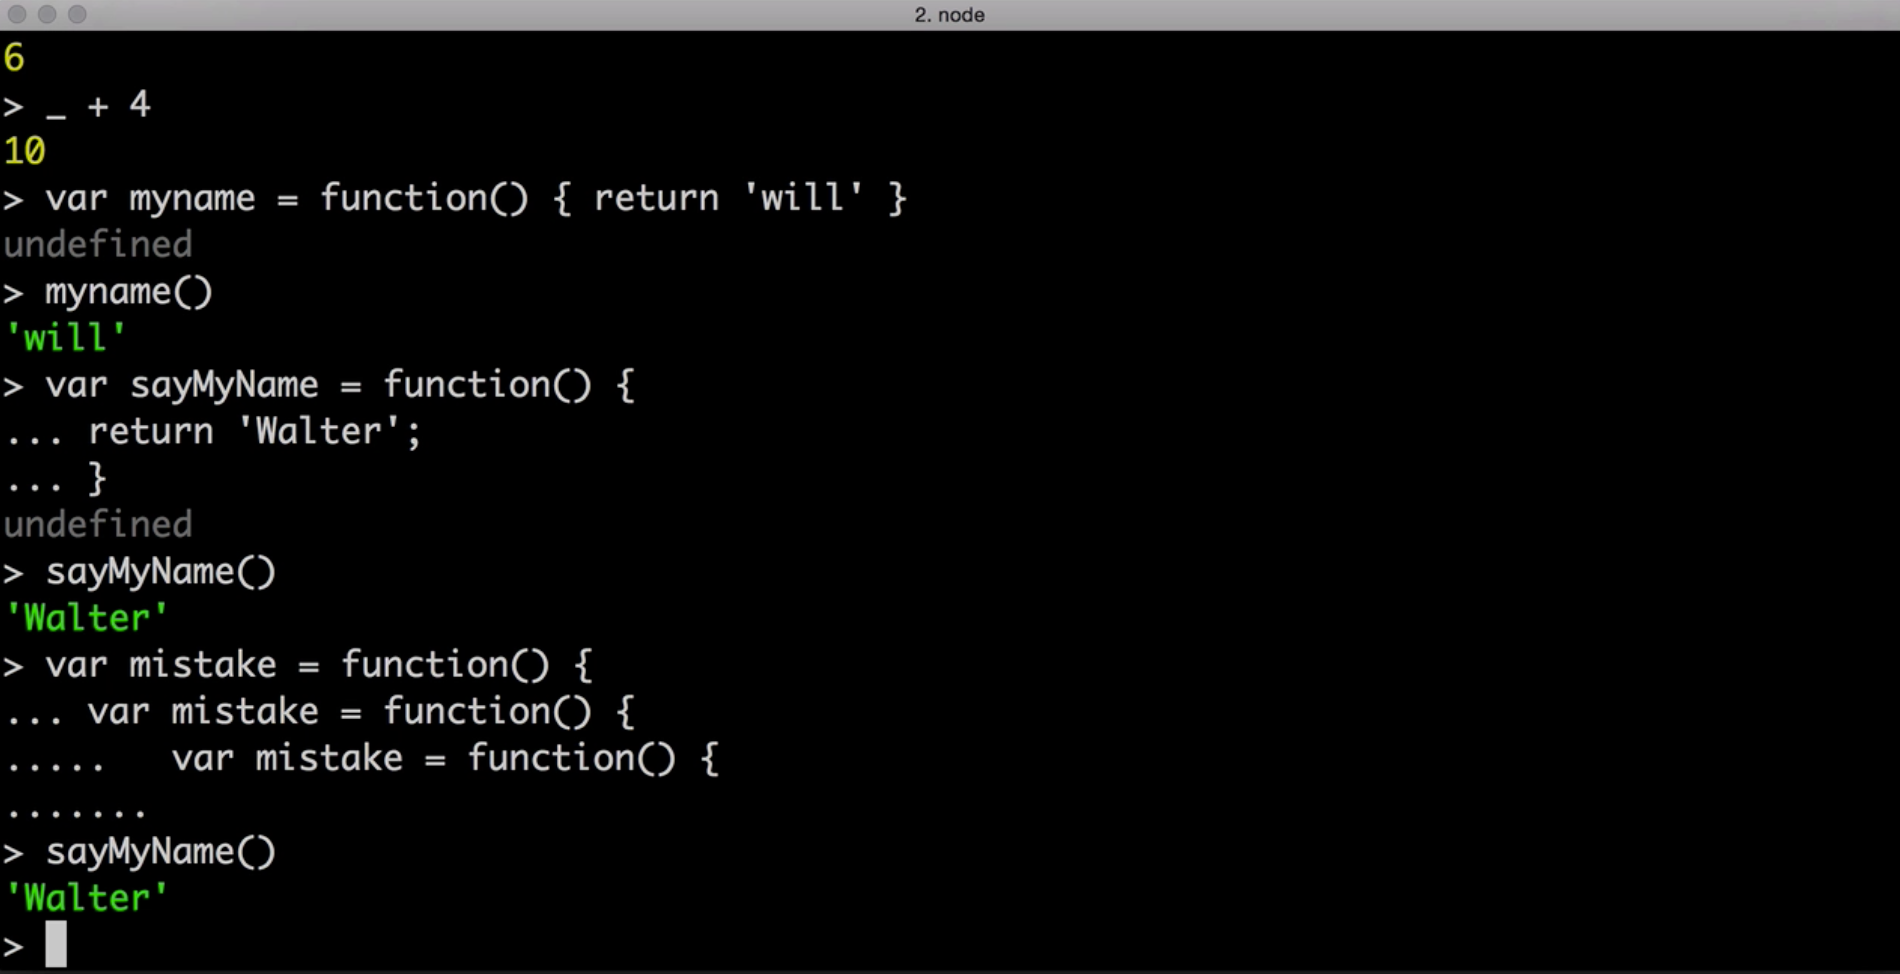 2. node
6
> _ + 4
10
> var myname = function() { return 'will' }
undefined
> myname()
'will'
> var sayMyName = function() {
... return 'Walter';
... }
undefined
> sayMyName()
'Walter'
> var mistake = function() {
... var mistake = function() {
.....   var mistake = function() {
.......
> sayMyName()
'Walter'
>